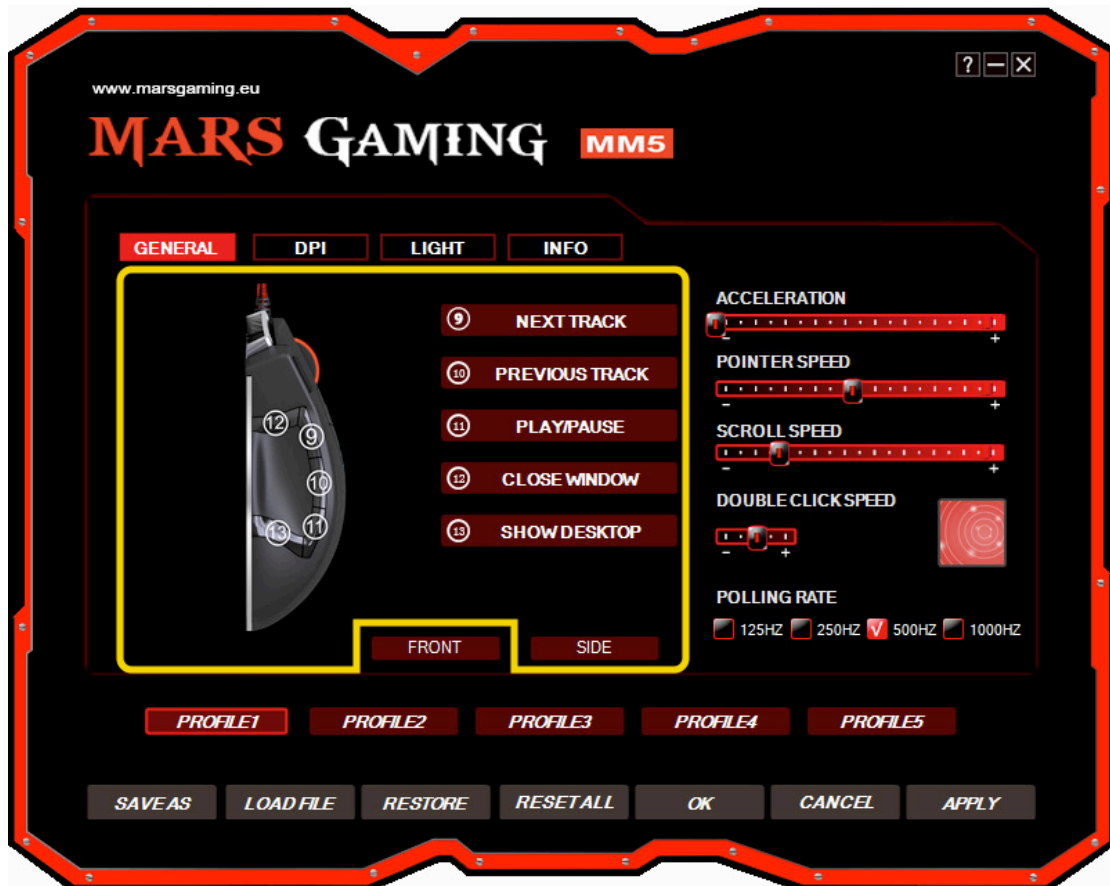 ? — X
www.marsgaming.eu
MARS GAMING MM5
GENERAL DPI LIGHT INFO
12
9
10
11
13
9 NEXT TRACK
10 PREVIOUS TRACK
11 PLAY/PAUSE
12 CLOSE WINDOW
13 SHOW DESKTOP
FRONT SIDE
ACCELERATION
- +
POINTER SPEED
- +
SCROLL SPEED
- +
DOUBLE CLICK SPEED
- +
POLLING RATE
125HZ 250HZ √ 500HZ 1000HZ
PROFILE1 PROFILE2 PROFILE3 PROFILE4 PROFILE5
SAVE AS LOAD FILE RESTORE RESET ALL OK CANCEL APPLY